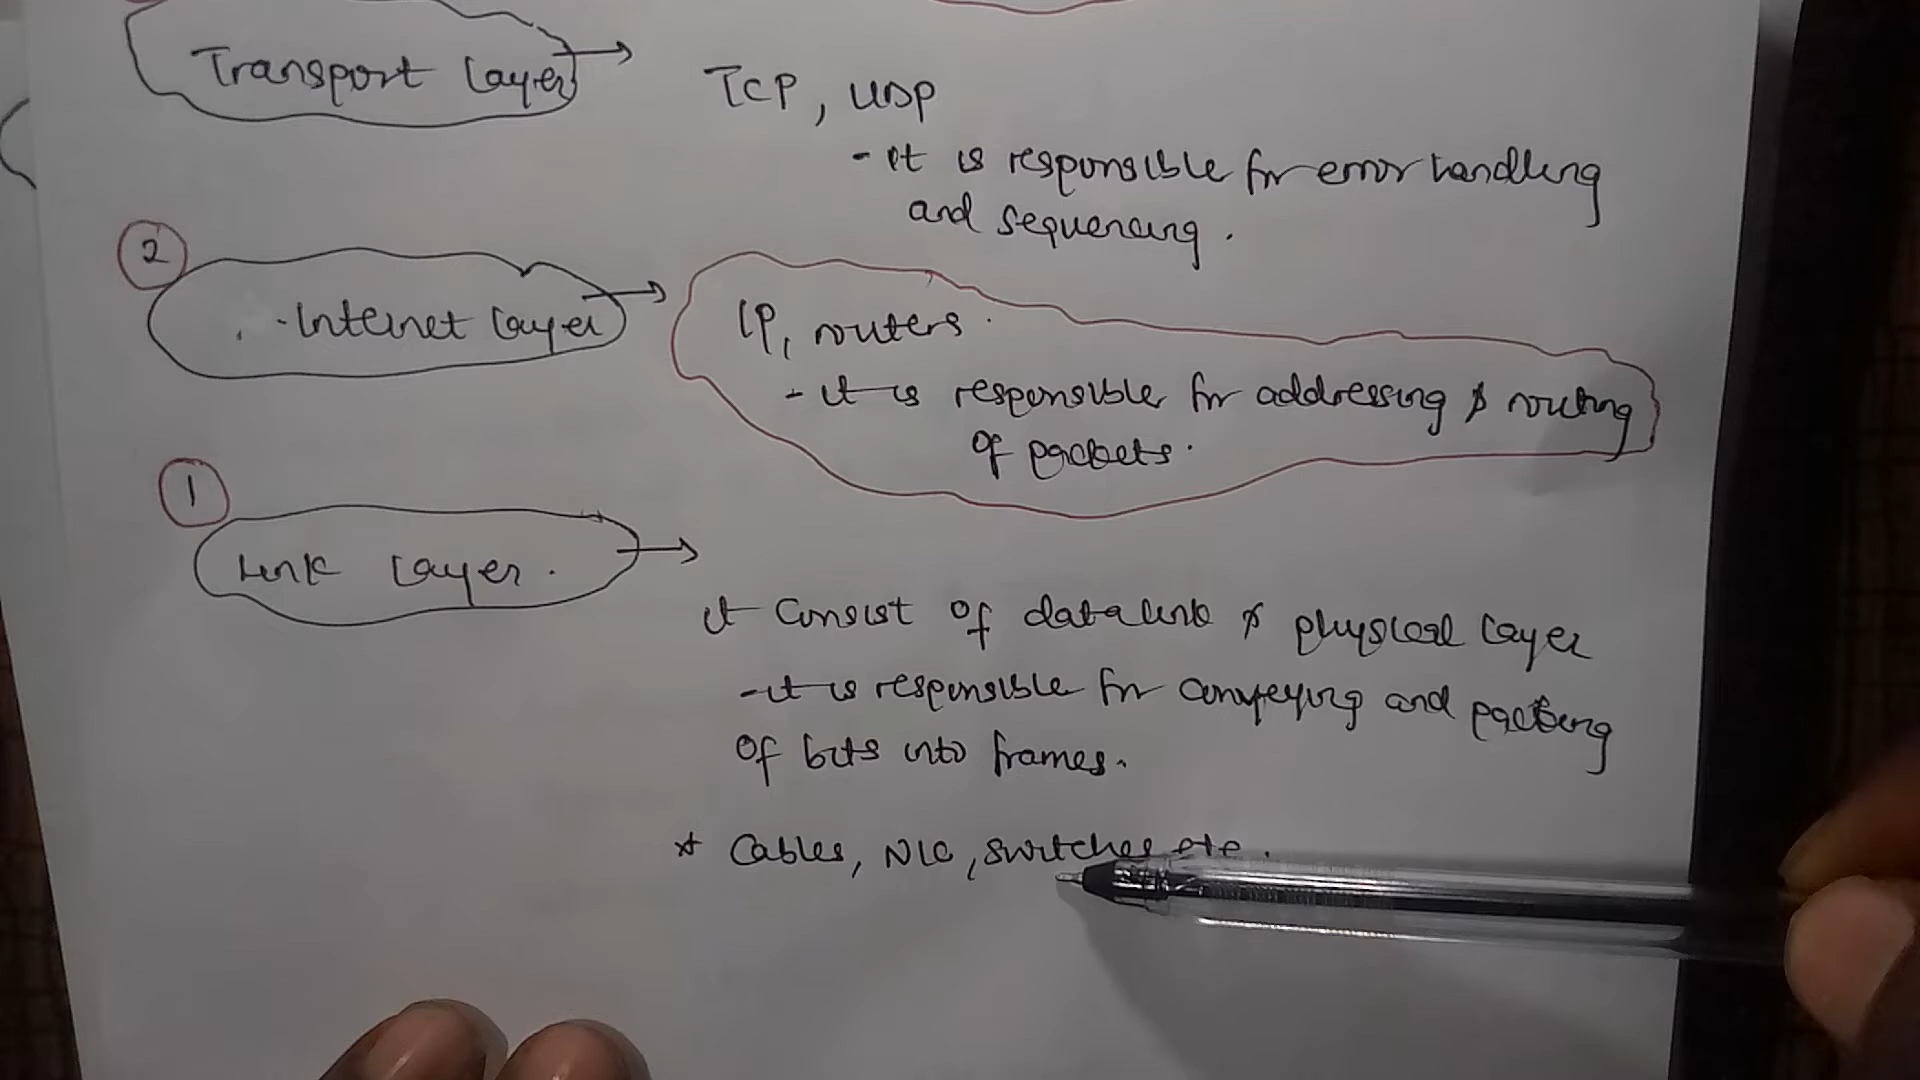 Transport Layer
TCP, UDP
- It is responsible for error handling
and sequencing.
2
Internet Layer
IP, routers.
- it is responsible for addressing & routing
of packets.
1
Link Layer.
it Consist of datalink & physical Layer
- it is responsible for conveying and packing
of bits into frames.
* Cables, NIC, switches etc.